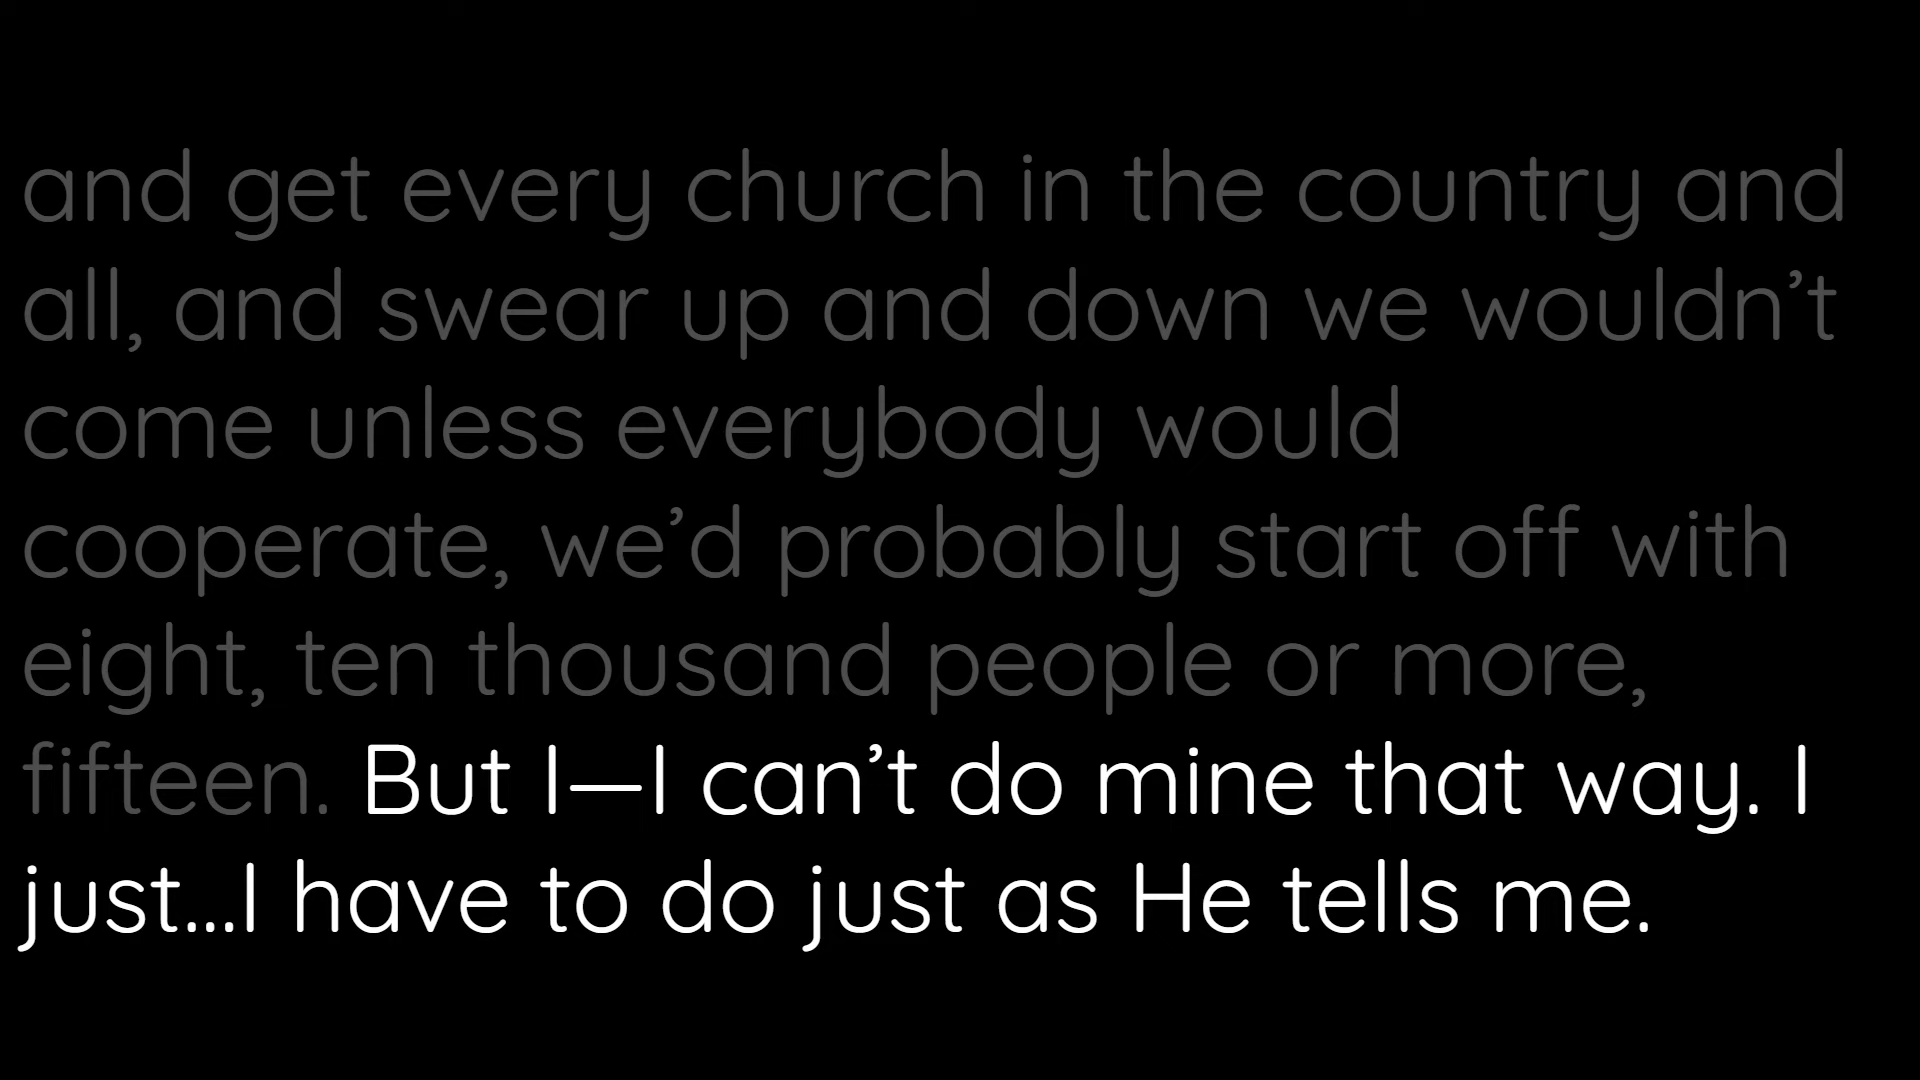 and get every church in the country and
all, and swear up and down we wouldn’t
come unless everybody would
cooperate, we’d probably start off with
eight, ten thousand people or more,
fifteen. But I—I can’t do mine that way. I
just...I have to do just as He tells me.